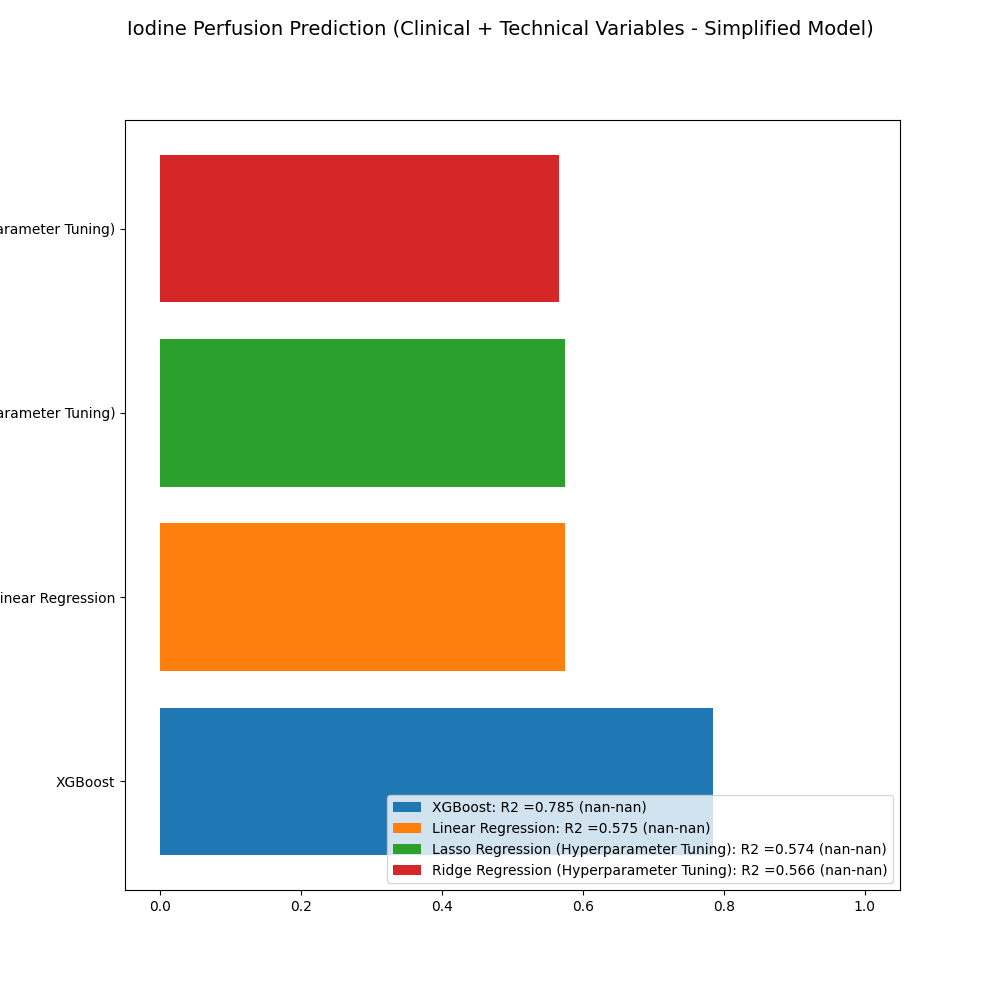 Iodine Perfusion Prediction (Clinical + Technical Variables - Simplified Model)
arameter Tuning)
arameter Tuning)
inear Regression
XGBoost
XGBoost: R2 =0.785 (nan-nan)
Linear Regression: R2 =0.575 (nan-nan)
Lasso Regression (Hyperparameter Tuning): R2 =0.574 (nan-nan)
Ridge Regression (Hyperparameter Tuning): R2 =0.566 (nan-nan)
0.0 0.2 0.4 0.6 0.8 1.0